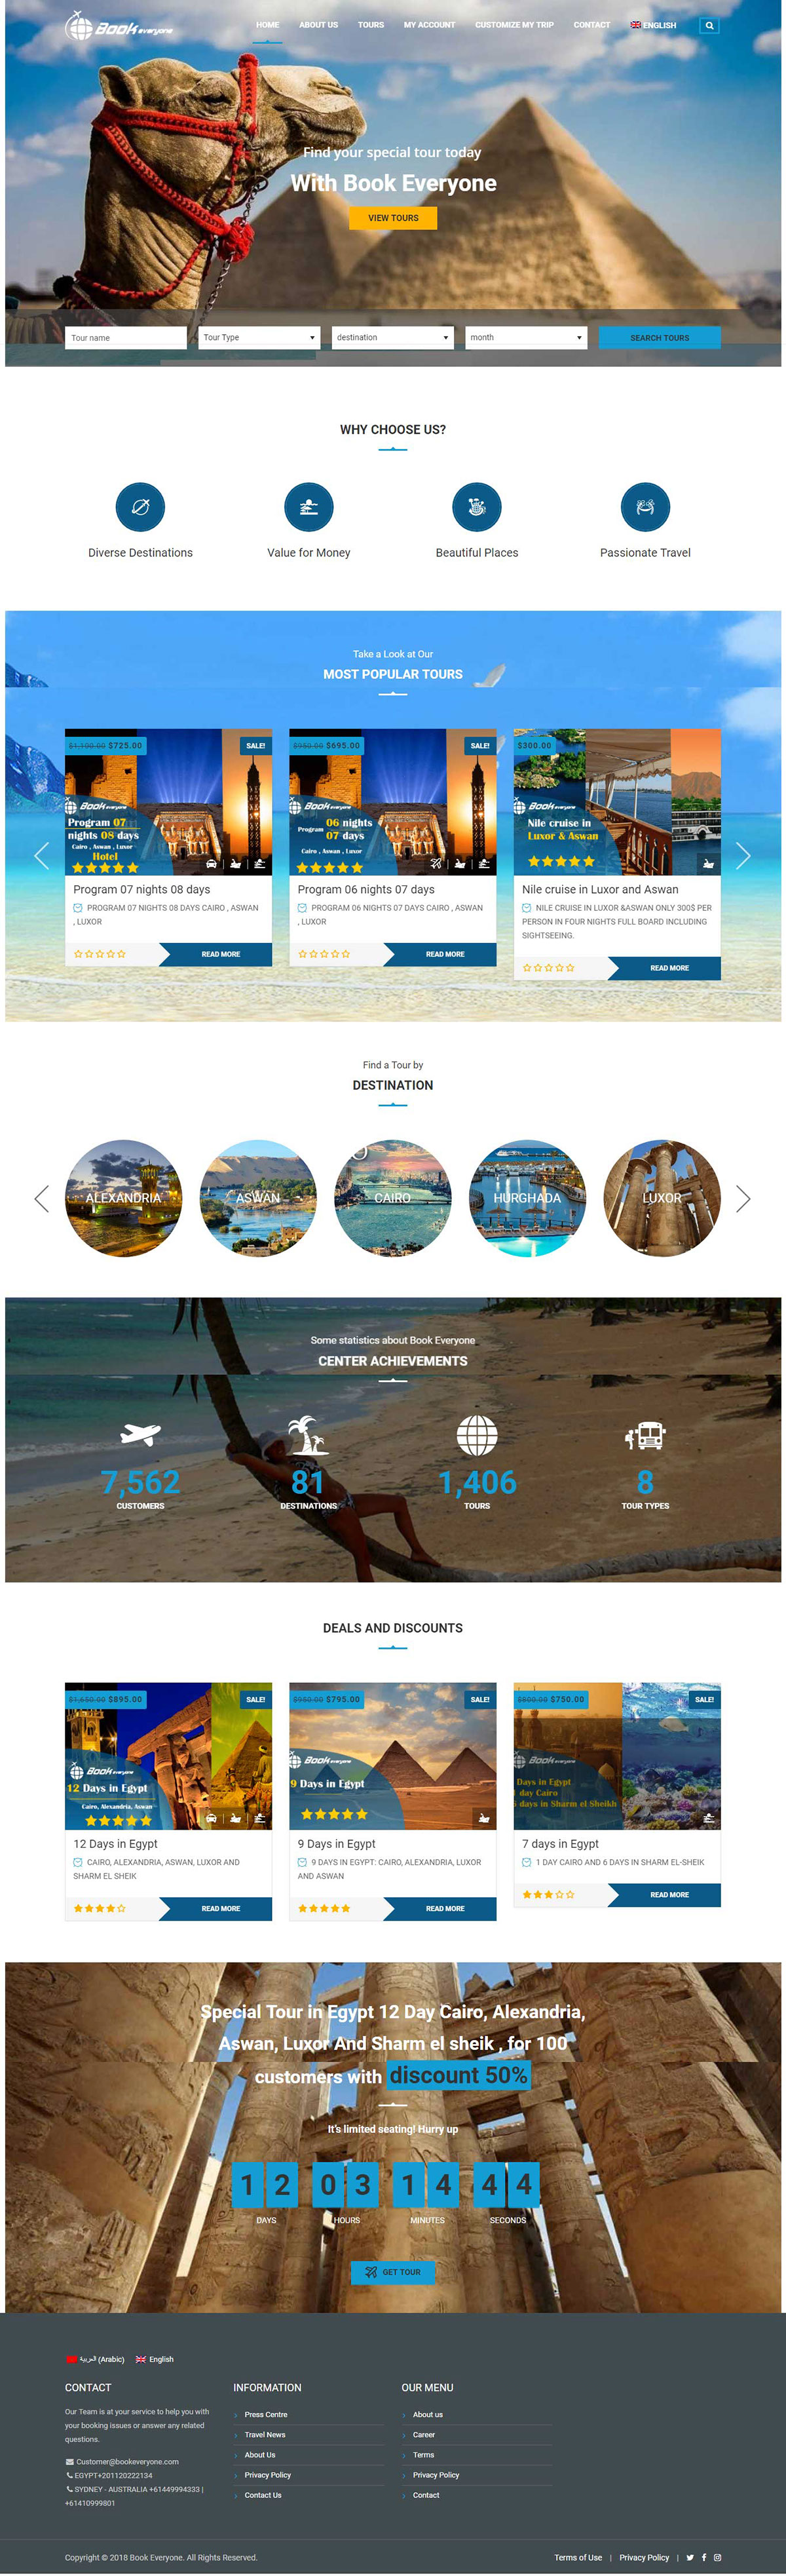 Book everyone
HOME ABOUT US TOURS MY ACCOUNT CUSTOMIZE MY TRIP CONTACT ENGLISH
Find your special tour today
With Book Everyone
VIEW TOURS
Tour name Tour Type destination month SEARCH TOURS
WHY CHOOSE US?
Diverse Destinations Value for Money Beautiful Places Passionate Travel
Take a Look at Our
MOST POPULAR TOURS
$1,100.00 $725.00 SALE!
Book everyone
Program 07
nights 08 days
Cairo , Aswan , Luxor
Hotel
Program 07 nights 08 days
PROGRAM 07 NIGHTS 08 DAYS CAIRO , ASWAN
, LUXOR
READ MORE
$950.00 $695.00 SALE!
Book everyone
Program 06 nights
07 days
Cairo , Aswan , Luxor
Program 06 nights 07 days
PROGRAM 06 NIGHTS 07 DAYS CAIRO , ASWAN
, LUXOR
READ MORE
$300.00
Book everyone
Nile cruise in
Luxor & Aswan
Nile cruise in Luxor and Aswan
NILE CRUISE IN LUXOR &ASWAN ONLY 300$ PER
PERSON IN FOUR NIGHTS FULL BOARD INCLUDING
SIGHTSEEING.
READ MORE
Find a Tour by
DESTINATION
ALEXANDRIA ASWAN CAIRO HURGHADA LUXOR
Some statistics about Book Everyone
CENTER ACHIEVEMENTS
7,562 81 1,406 8
CUSTOMERS DESTINATIONS TOURS TOUR TYPES
DEALS AND DISCOUNTS
$1,650.00 $895.00 SALE!
Book everyone
12 Days in Egypt
Cairo, Alexandria, Aswan
12 Days in Egypt
CAIRO, ALEXANDRIA, ASWAN, LUXOR AND
SHARM EL SHEIK
READ MORE
$795.00 SALE!
Book everyone
9 Days in Egypt
9 Days in Egypt
9 DAYS IN EGYPT: CAIRO, ALEXANDRIA, LUXOR
AND ASWAN
READ MORE
$800.00 $750.00 SALE!
Book everyone
Days in Egypt
day Cairo
days in Sharm el Sheikh
7 days in Egypt
1 DAY CAIRO AND 6 DAYS IN SHARM EL-SHEIK
READ MORE
Special Tour in Egypt 12 Day Cairo, Alexandria,
Aswan, Luxor And Sharm el sheik , for 100
customers with discount 50%
It's limited seating! Hurry up
1 2 0 3 1 4 4 4
DAYS HOURS MINUTES SECONDS
GET TOUR
العربية (Arabic) English
CONTACT
Our Team is at your service to help you with
your booking issues or answer any related
questions.
Customer@bookeveryone.com
EGYPT+201120222134
SYDNEY - AUSTRALIA +61449994333 |
+61410999801
INFORMATION
Press Centre
Travel News
About Us
Privacy Policy
Contact Us
OUR MENU
About us
Career
Terms
Privacy Policy
Contact
Copyright © 2018 Book Everyone. All Rights Reserved.
Terms of Use | Privacy Policy |